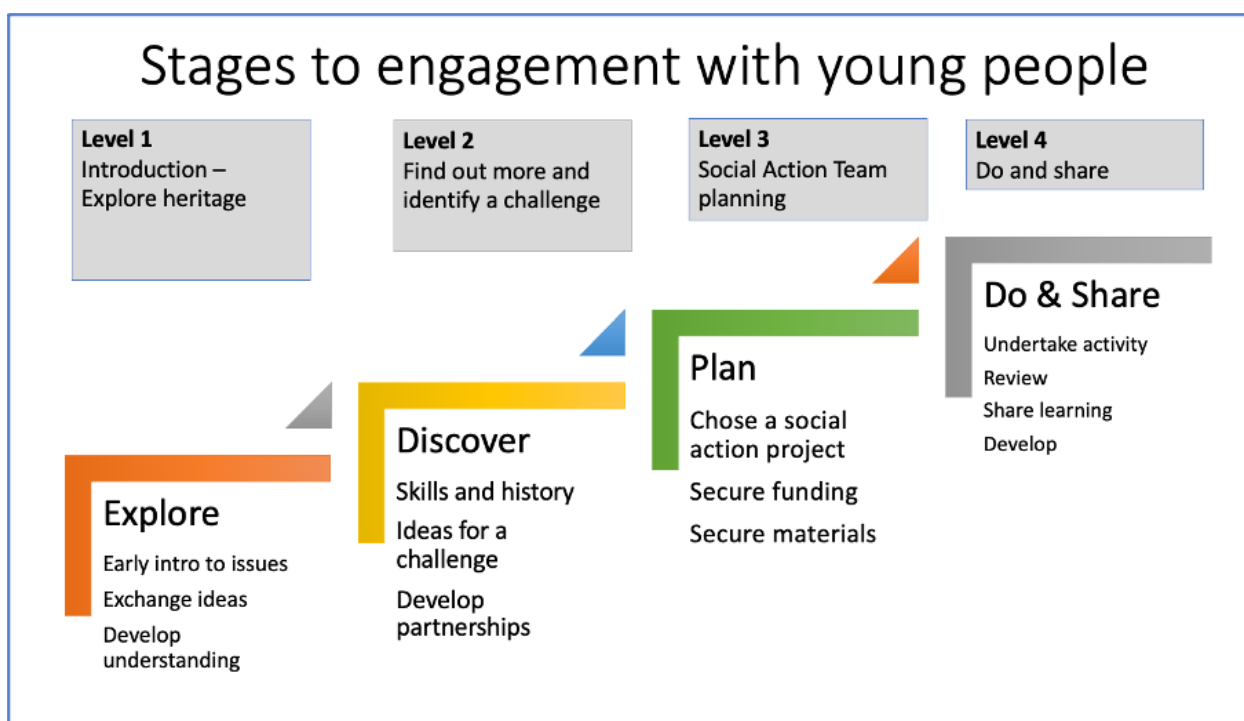 Stages to engagement with young people
Level 1
Introduction –
Explore heritage
Level 2
Find out more and
identify a challenge
Level 3
Social Action Team
planning
Level 4
Do and share
Explore
Early intro to issues
Exchange ideas
Develop
understanding
Discover
Skills and history
Ideas for a
challenge
Develop
partnerships
Plan
Chose a social
action project
Secure funding
Secure materials
Do & Share
Undertake activity
Review
Share learning
Develop